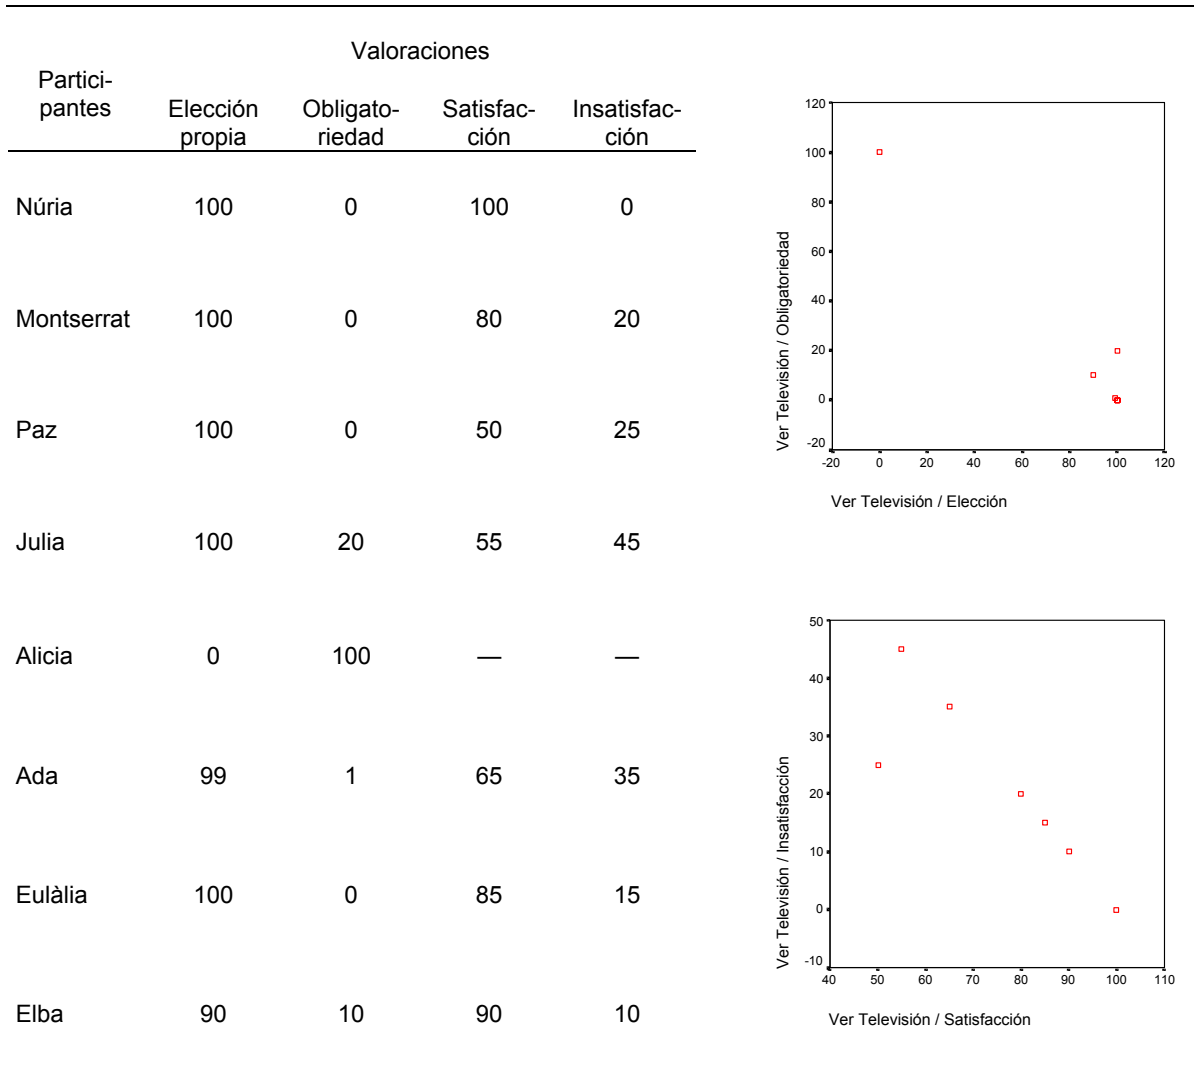 Valoraciones
Partici-
pantes
Elección
propia
Obligato-
riedad
Satisfac-
ción
Insatisfac-
ción
Núria 100 0 100 0
Montserrat 100 0 80 20
Paz 100 0 50 25
Julia 100 20 55 45
Alicia 0 100 — —
Ada 99 1 65 35
Eulàlia 100 0 85 15
Elba 90 10 90 10
120
100
80
60
40
20
0
-20
-20 0 20 40 60 80 100 120
Ver Televisión / Obligatoriedad
Ver Televisión / Elección
50
40
30
20
10
0
-10
40 50 60 70 80 90 100 110
Ver Televisión / Insatisfacción
Ver Televisión / Satisfacción